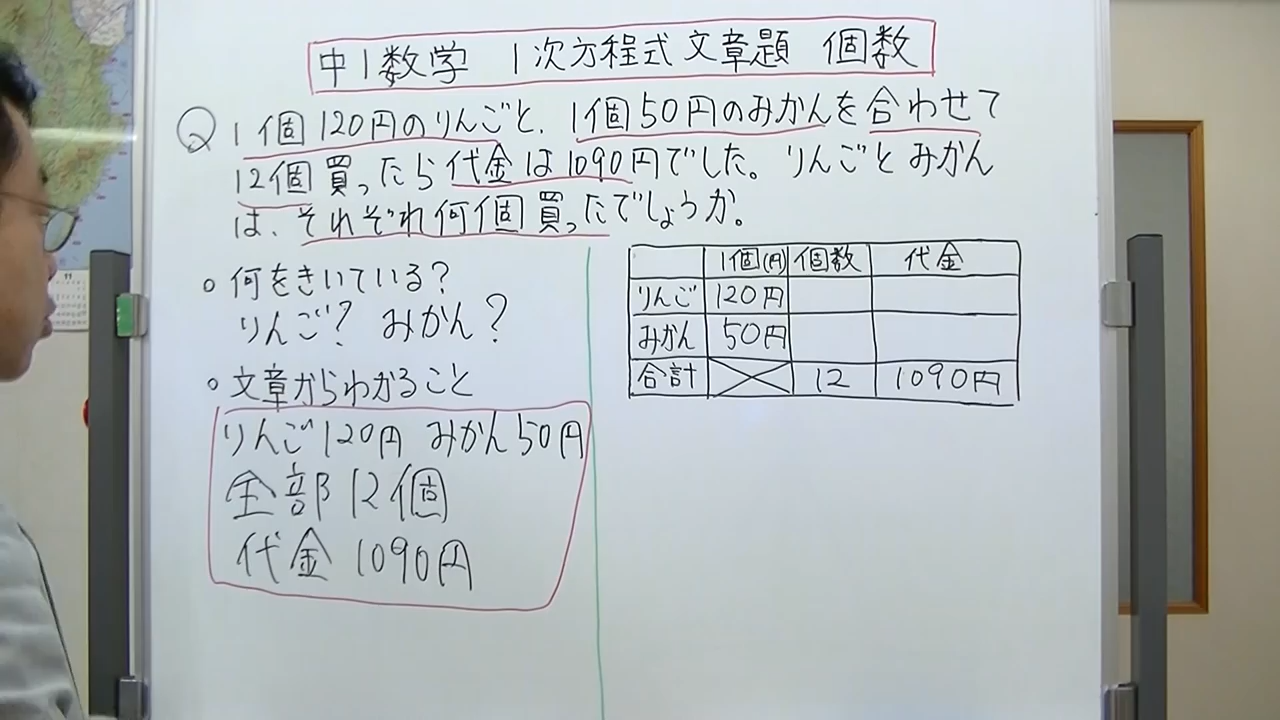 中1数学 1次方程式文章題 個数
Q 1個120円のりんごと、1個50円のみかんを合わせて
12個買ったら代金は1090円でした。りんごとみかん
は、それぞれ何個買ったでしょうか。
○ 何をきいている?
りんご? みかん?
○ 文章からわかること
りんご120円 みかん50円
全部12個
代金 1090円
1個(円) 個数 代金
りんご 120円
みかん 50円
合計 12 1090円